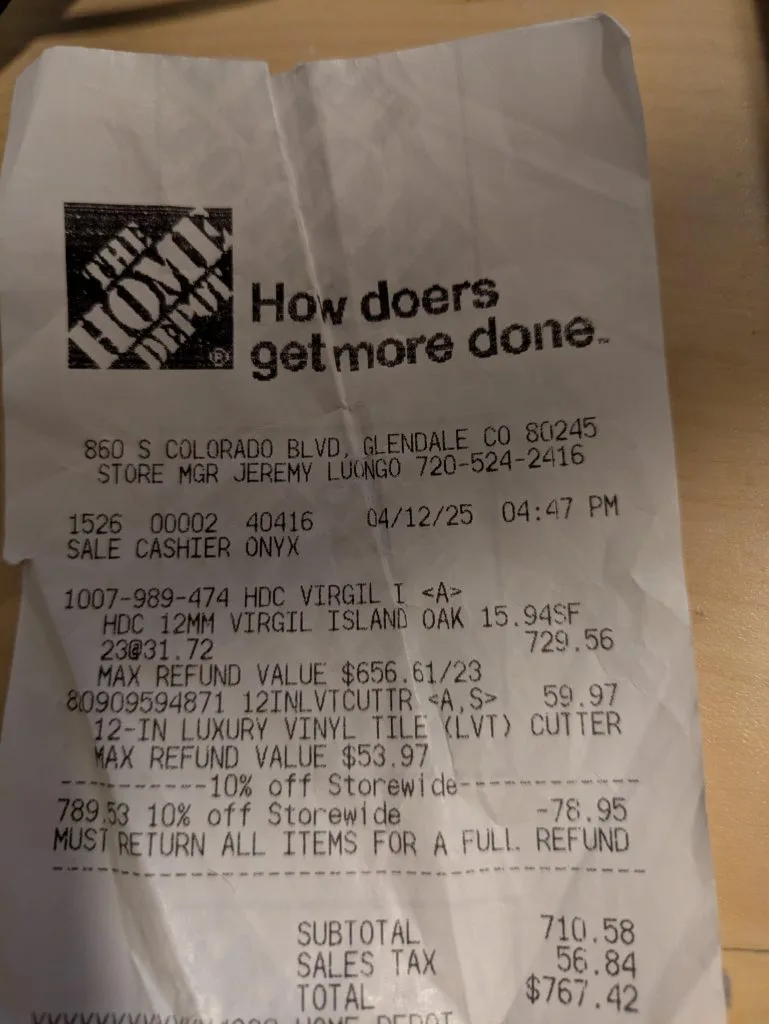 THE
HOME
DEPOT
®
How doers
get more done.™
860 S COLORADO BLVD, GLENDALE CO 80245
STORE MGR JEREMY LUONGO 720-524-2416
1526 00002 40416 04/12/25 04:47 PM
SALE CASHIER ONYX
1007-989-474 HDC VIRGIL I <A>
HDC 12MM VIRGIL ISLAND OAK 15.94SF
23@31.72 729.56
MAX REFUND VALUE $656.61/23
80909594871 12INLVTCUTTR <A,S> 59.97
12-IN LUXURY VINYL TILE (LVT) CUTTER
MAX REFUND VALUE $53.97
----------10% off Storewide-------------
789.53 10% off Storewide -78.95
MUST RETURN ALL ITEMS FOR A FULL REFUND
----------------------------------------
SUBTOTAL 710.58
SALES TAX 56.84
TOTAL $767.42
HOME DEPOT